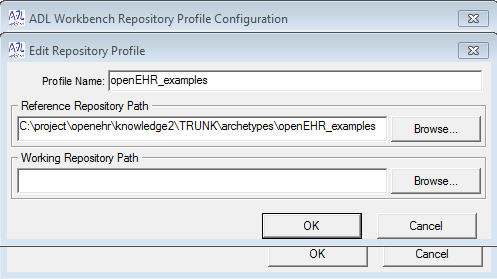 ADL Workbench Repository Profile Configuration
Edit Repository Profile
Profile Name: openEHR_examples
Reference Repository Path
C:\project\openehr\knowledge2\TRUNK\archetypes\openEHR_examples Browse...
Working Repository Path
Browse...
OK Cancel
OK Cancel